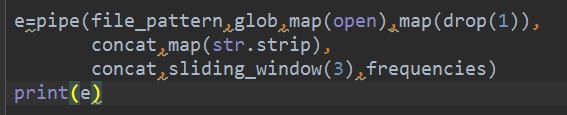 e=pipe(file_pattern,glob,map(open),map(drop(1)),
concat,map(str.strip),
concat,sliding_window(3),frequencies)
print(e)